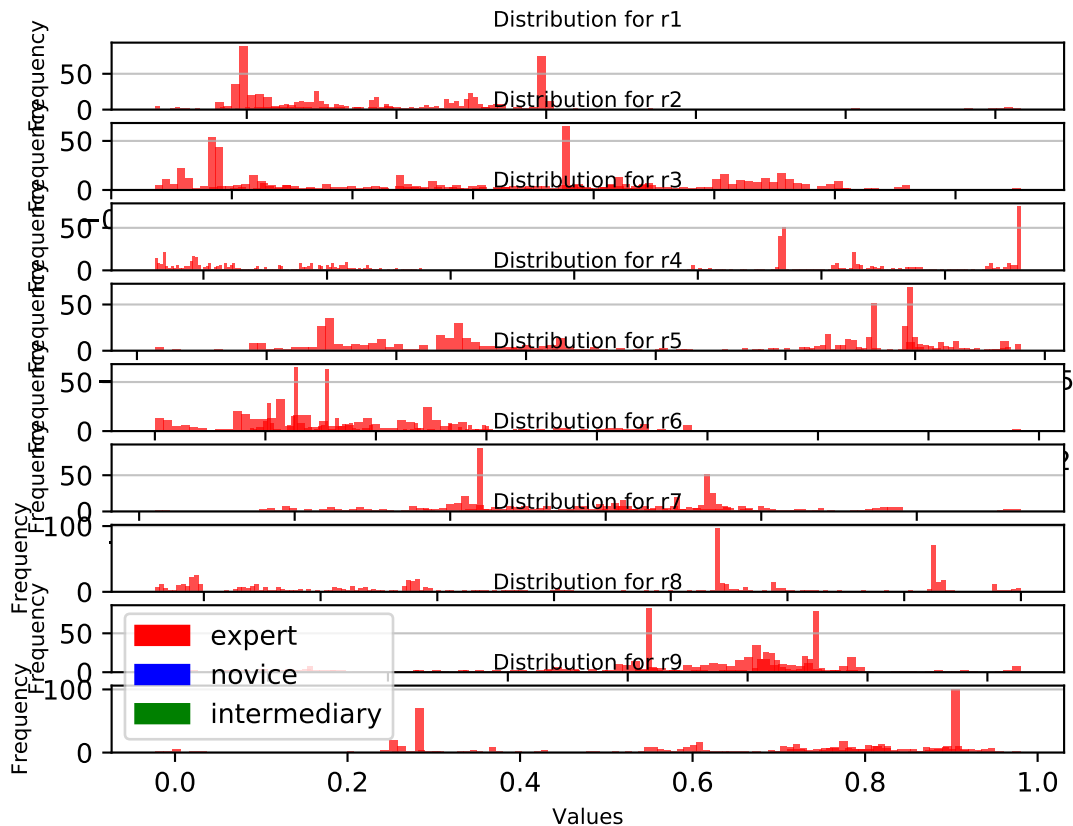 Distribution for r1
Frequency
50
0
Distribution for r2
Frequency
50
0
Distribution for r3
Frequency
50
0
Distribution for r4
Frequency
50
0
Distribution for r5
Frequency
50
0
Distribution for r6
Frequency
50
0
Distribution for r7
Frequency
100
0
Distribution for r8
Frequency
50
0
Distribution for r9
Frequency
100
0
expert
novice
intermediary
0.0 0.2 0.4 0.6 0.8 1.0
Values